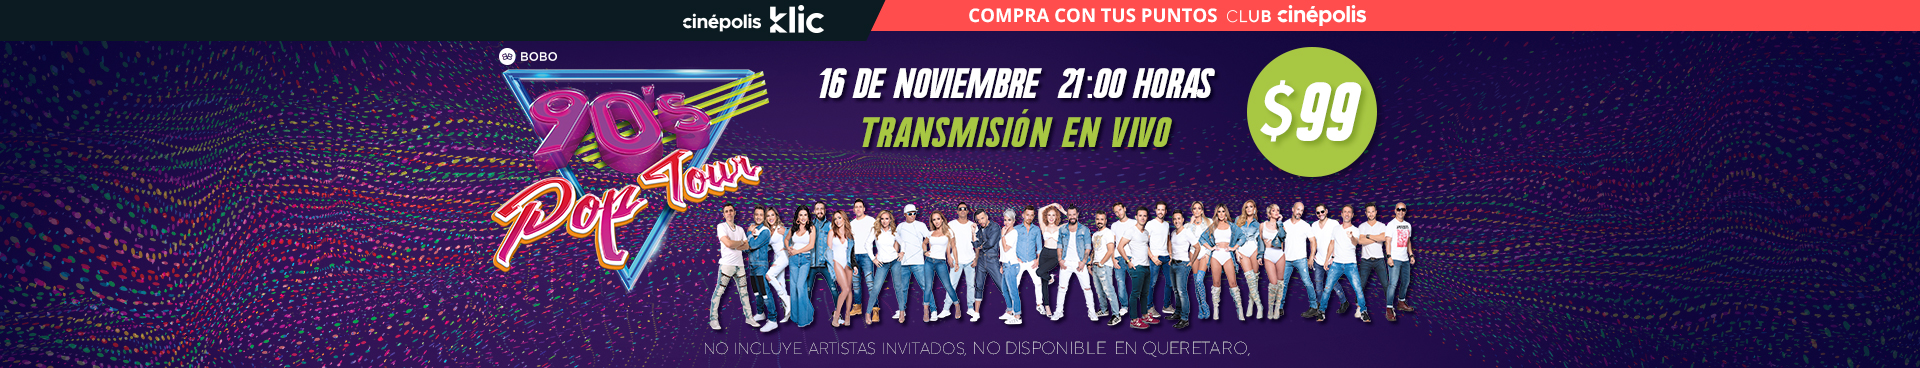 cinépolis Klic
COMPRA CON TUS PUNTOS CLUB cinépolis
BOBO
90's
Pop Tour
16 DE NOVIEMBRE 21:00 HORAS
TRANSMISIÓN EN VIVO
$99
NO INCLUYE ARTISTAS INVITADOS, NO DISPONIBLE EN QUERETARO,